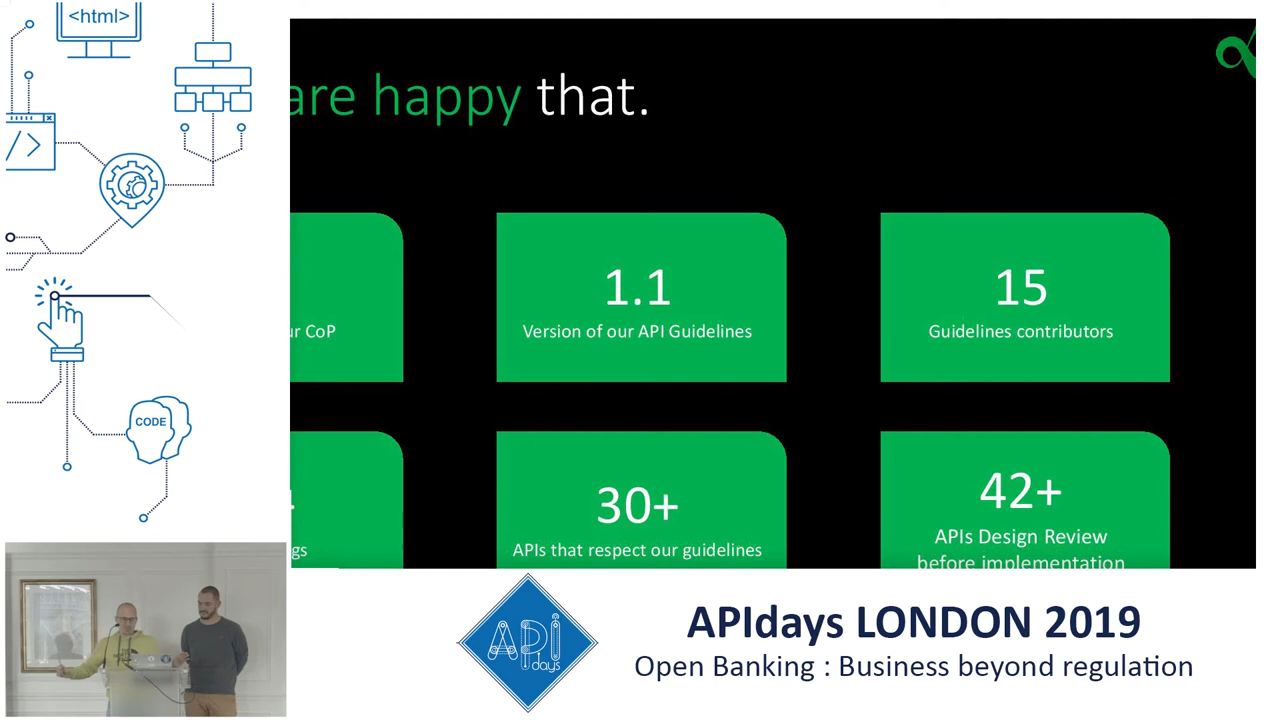 <html>
are happy that.
</>
ur CoP
1.1
Version of our API Guidelines
15
Guidelines contributors
CODE
gs
30+
APIs that respect our guidelines
42+
APIs Design Review
before implementation
API
days
APIdays LONDON 2019
Open Banking : Business beyond regulation